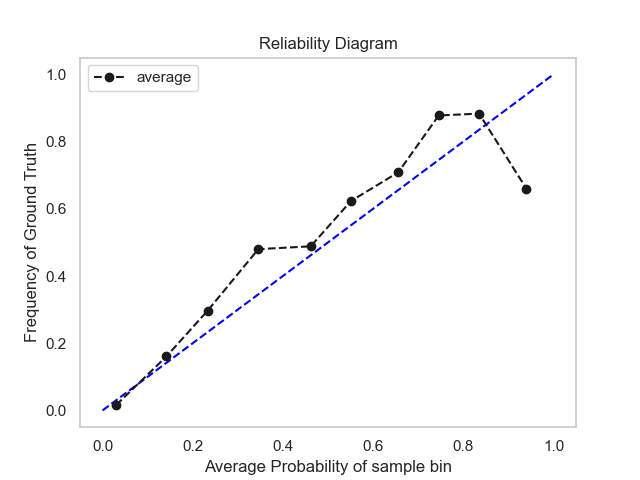 Reliability Diagram
average
Frequency of Ground Truth
1.0
0.8
0.6
0.4
0.2
0.0
0.0 0.2 0.4 0.6 0.8 1.0
Average Probability of sample bin